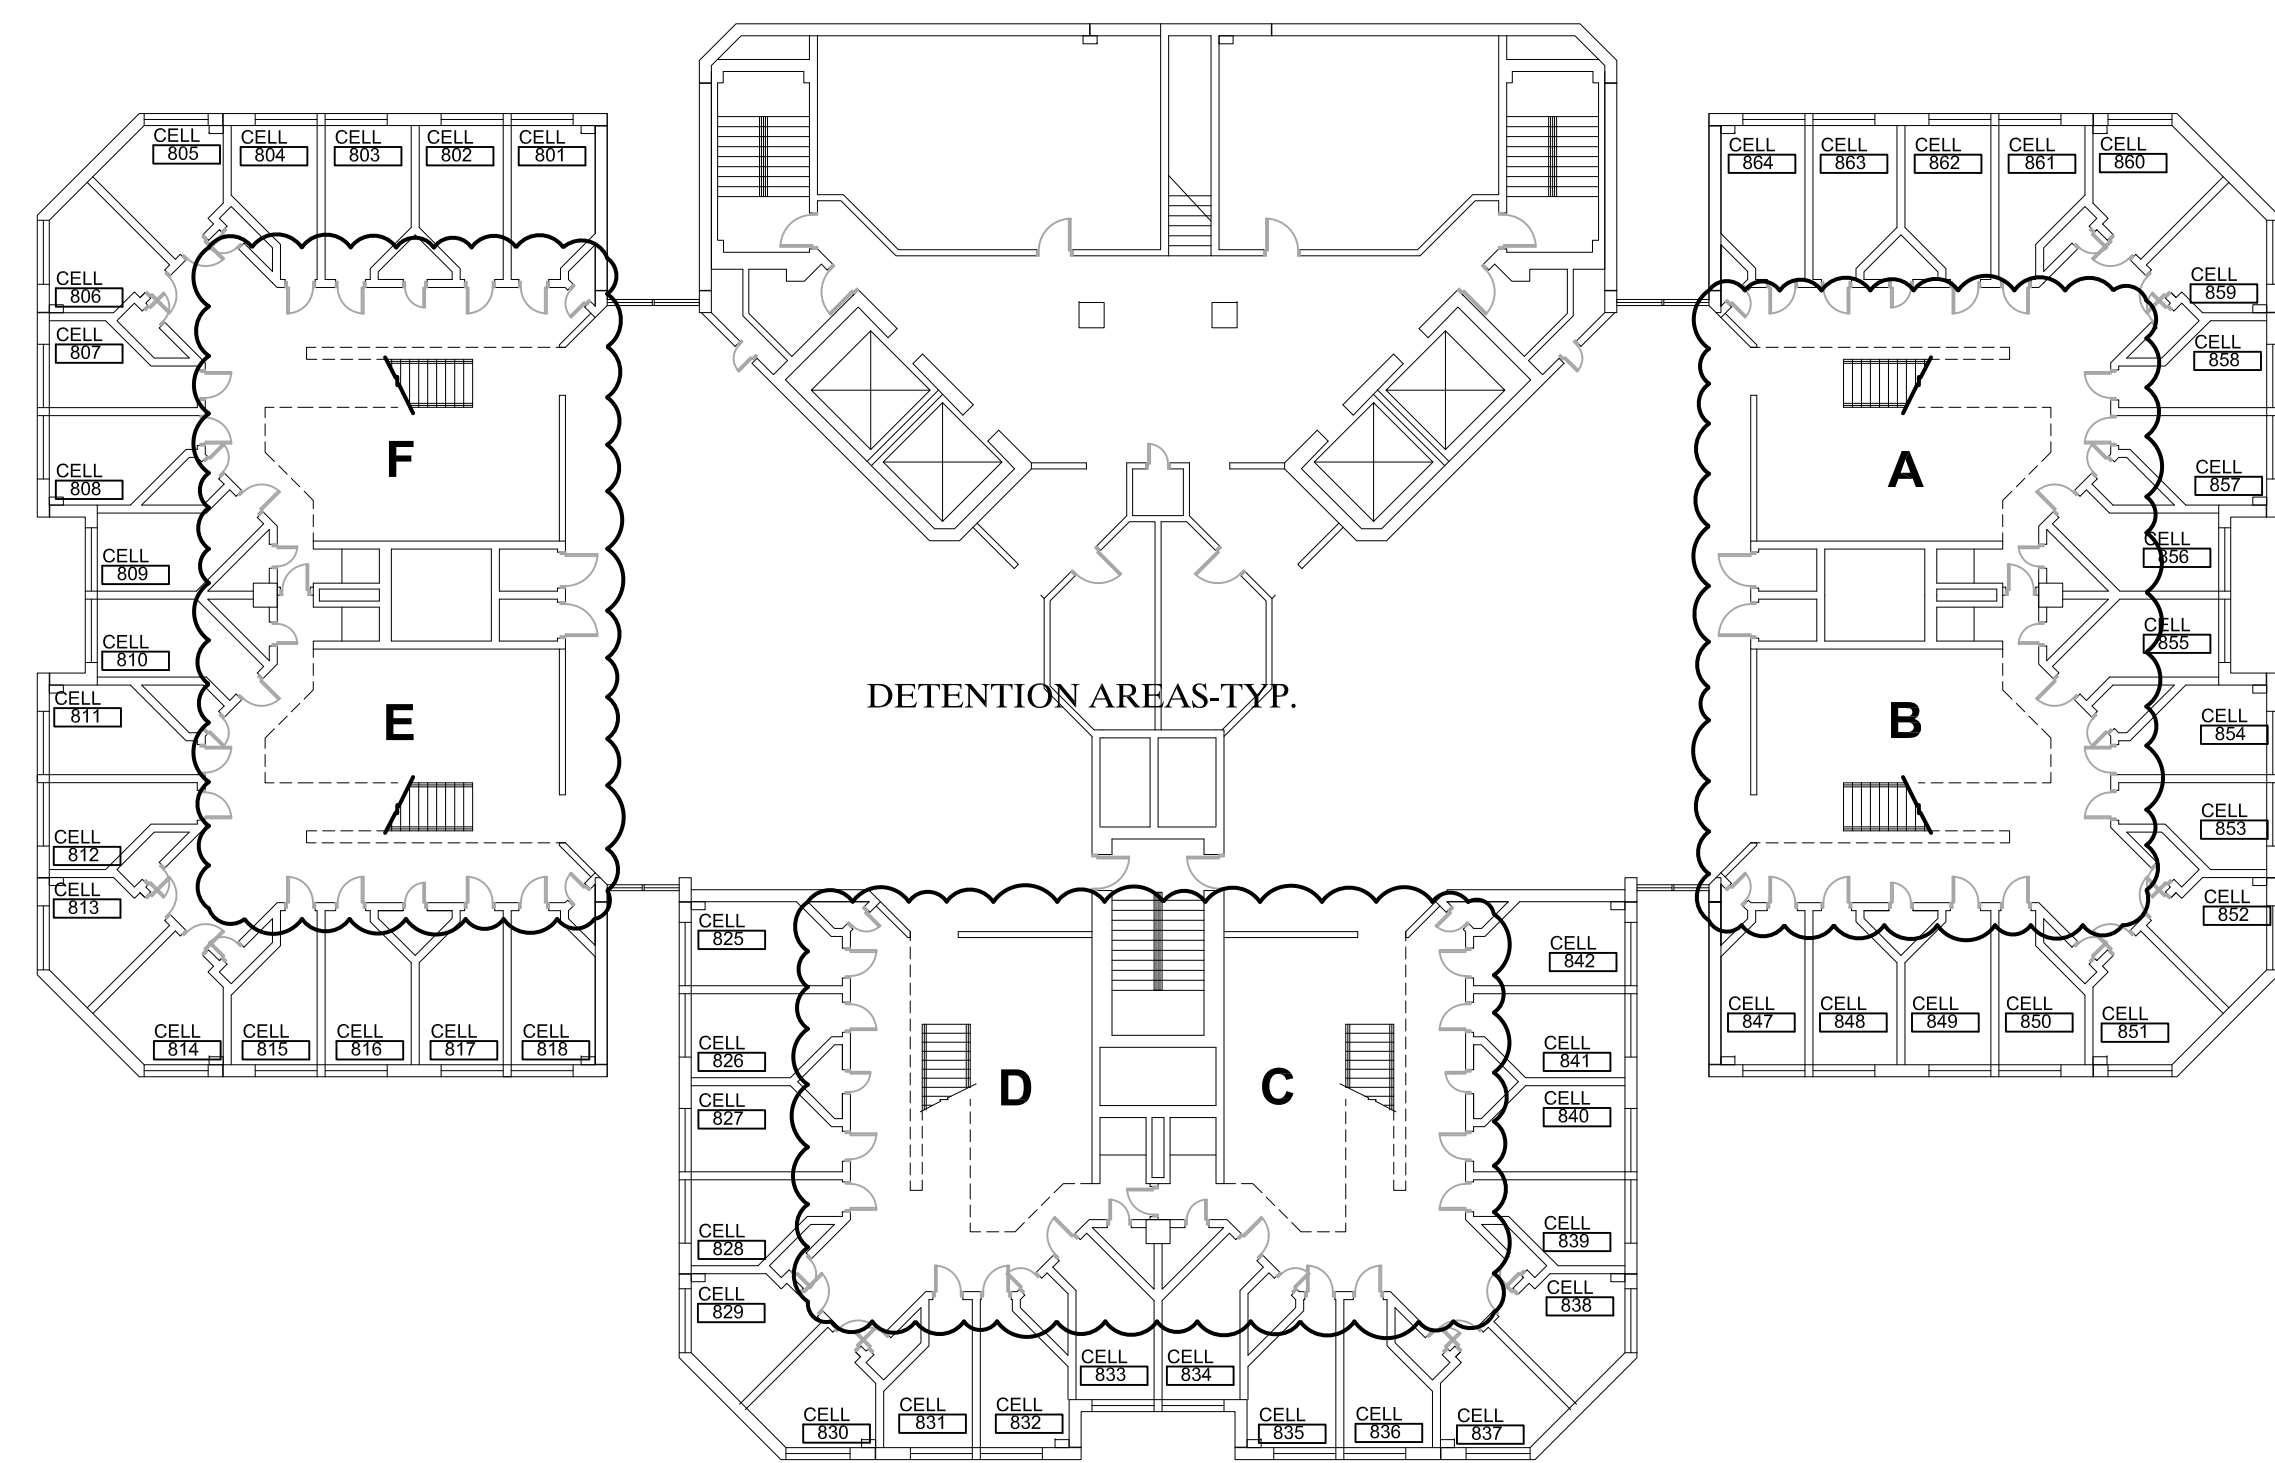 CELL
805
CELL
804
CELL
803
CELL
802
CELL
801
CELL
864
CELL
863
CELL
862
CELL
861
CELL
860
CELL
806
CELL
859
CELL
807
CELL
858
F
A
CELL
808
CELL
857
CELL
809
CELL
856
CELL
810
CELL
855
DETENTION AREAS-TYP.
CELL
811
E
B
CELL
854
CELL
812
CELL
853
CELL
813
CELL
852
CELL
825
CELL
842
CELL
814
CELL
815
CELL
816
CELL
817
CELL
818
CELL
847
CELL
848
CELL
849
CELL
850
CELL
851
CELL
826
CELL
841
D
C
CELL
827
CELL
840
CELL
828
CELL
839
CELL
829
CELL
838
CELL
833
CELL
834
CELL
830
CELL
831
CELL
832
CELL
835
CELL
836
CELL
837